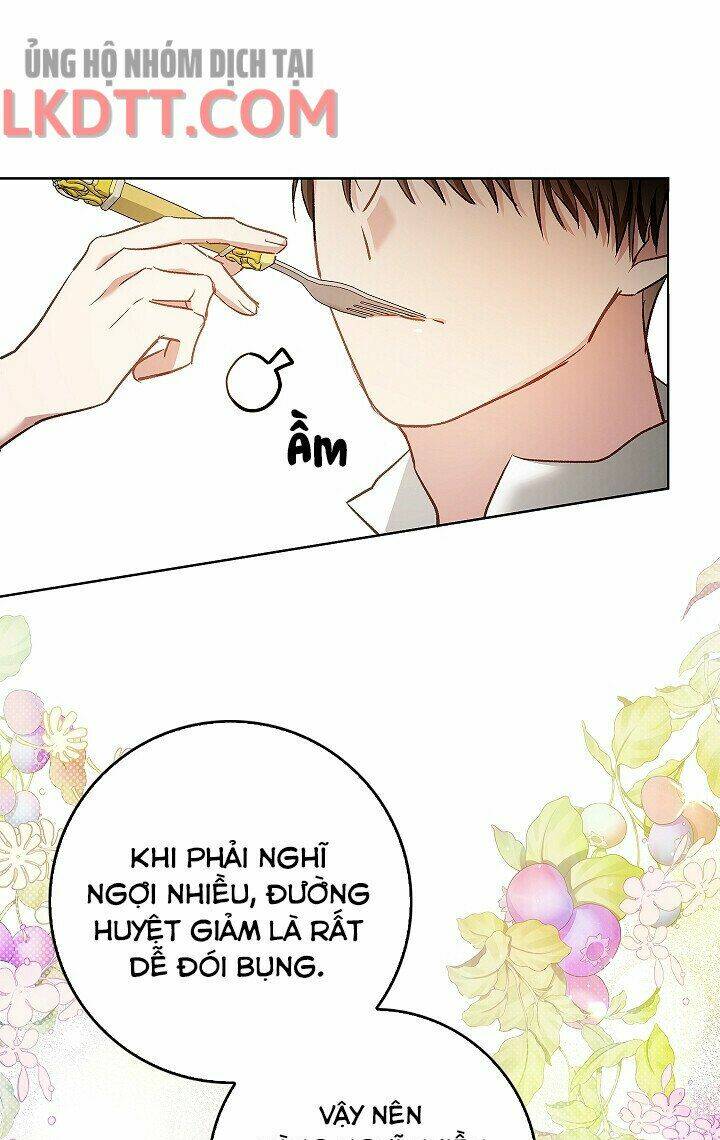 ỦNG HỘ NHÓM DỊCH TẠI
LKDTT.COM
ẦM
KHI PHẢI NGHĨ
NGỢI NHIỀU, ĐƯỜNG
HUYỆT GIẢM LÀ RẤT
DỄ ĐÓI BỤNG.
VẬY NÊN